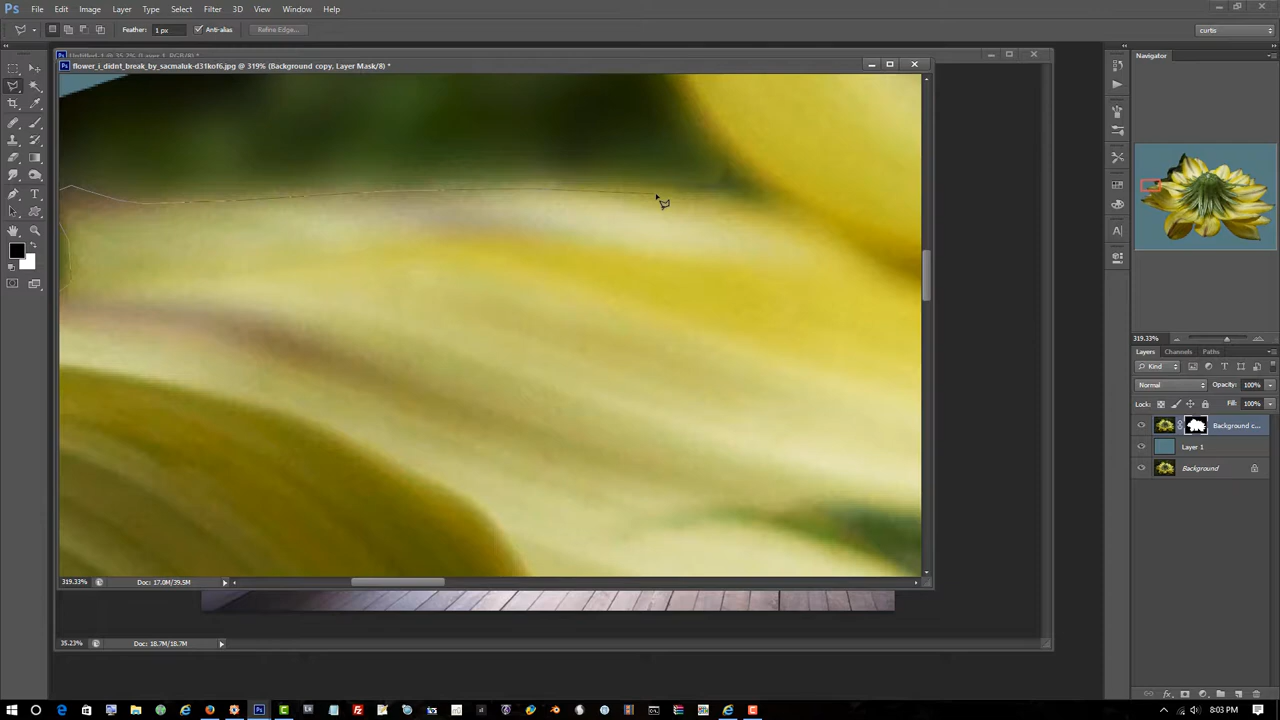 Ps File Edit Image Layer Type Select Filter 3D View Window Help
Feather: 1 px Anti-alias Refine Edge... curtis
flower_i_didnt_break_by_sacmaluk-d31kof6.jpg @ 319% (Background copy, Layer Mask/8) *
Navigator
319.33%
Layers Channels Paths
Kind
Normal Opacity: 100%
Lock: Fill: 100%
Background c...
Layer 1
Background
319.33% Doc: 17.0M/39.5M
35.23% Doc: 18.7M/18.7M
8:03 PM